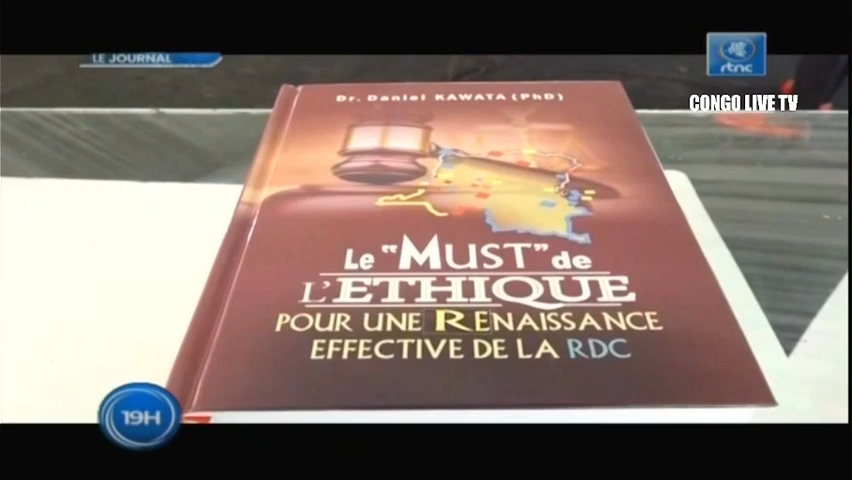 LE JOURNAL
rtnc
CONGO LIVE TV
Dr. Daniel KAWATA (PhD)
Le "MUST" de
L'ETHIQUE
POUR UNE RENAISSANCE
EFFECTIVE DE LA RDC
19H